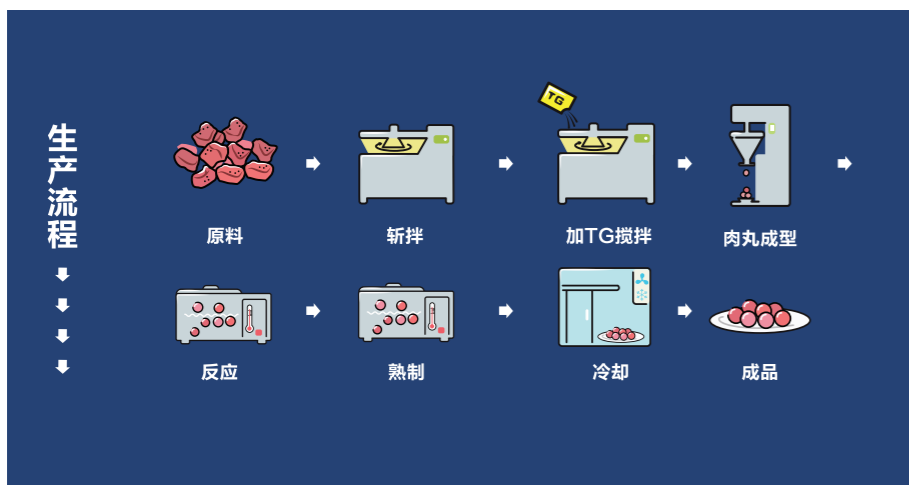 生产流程
TG
原料
斩拌
加TG搅拌
肉丸成型
反应
熟制
冷却
成品